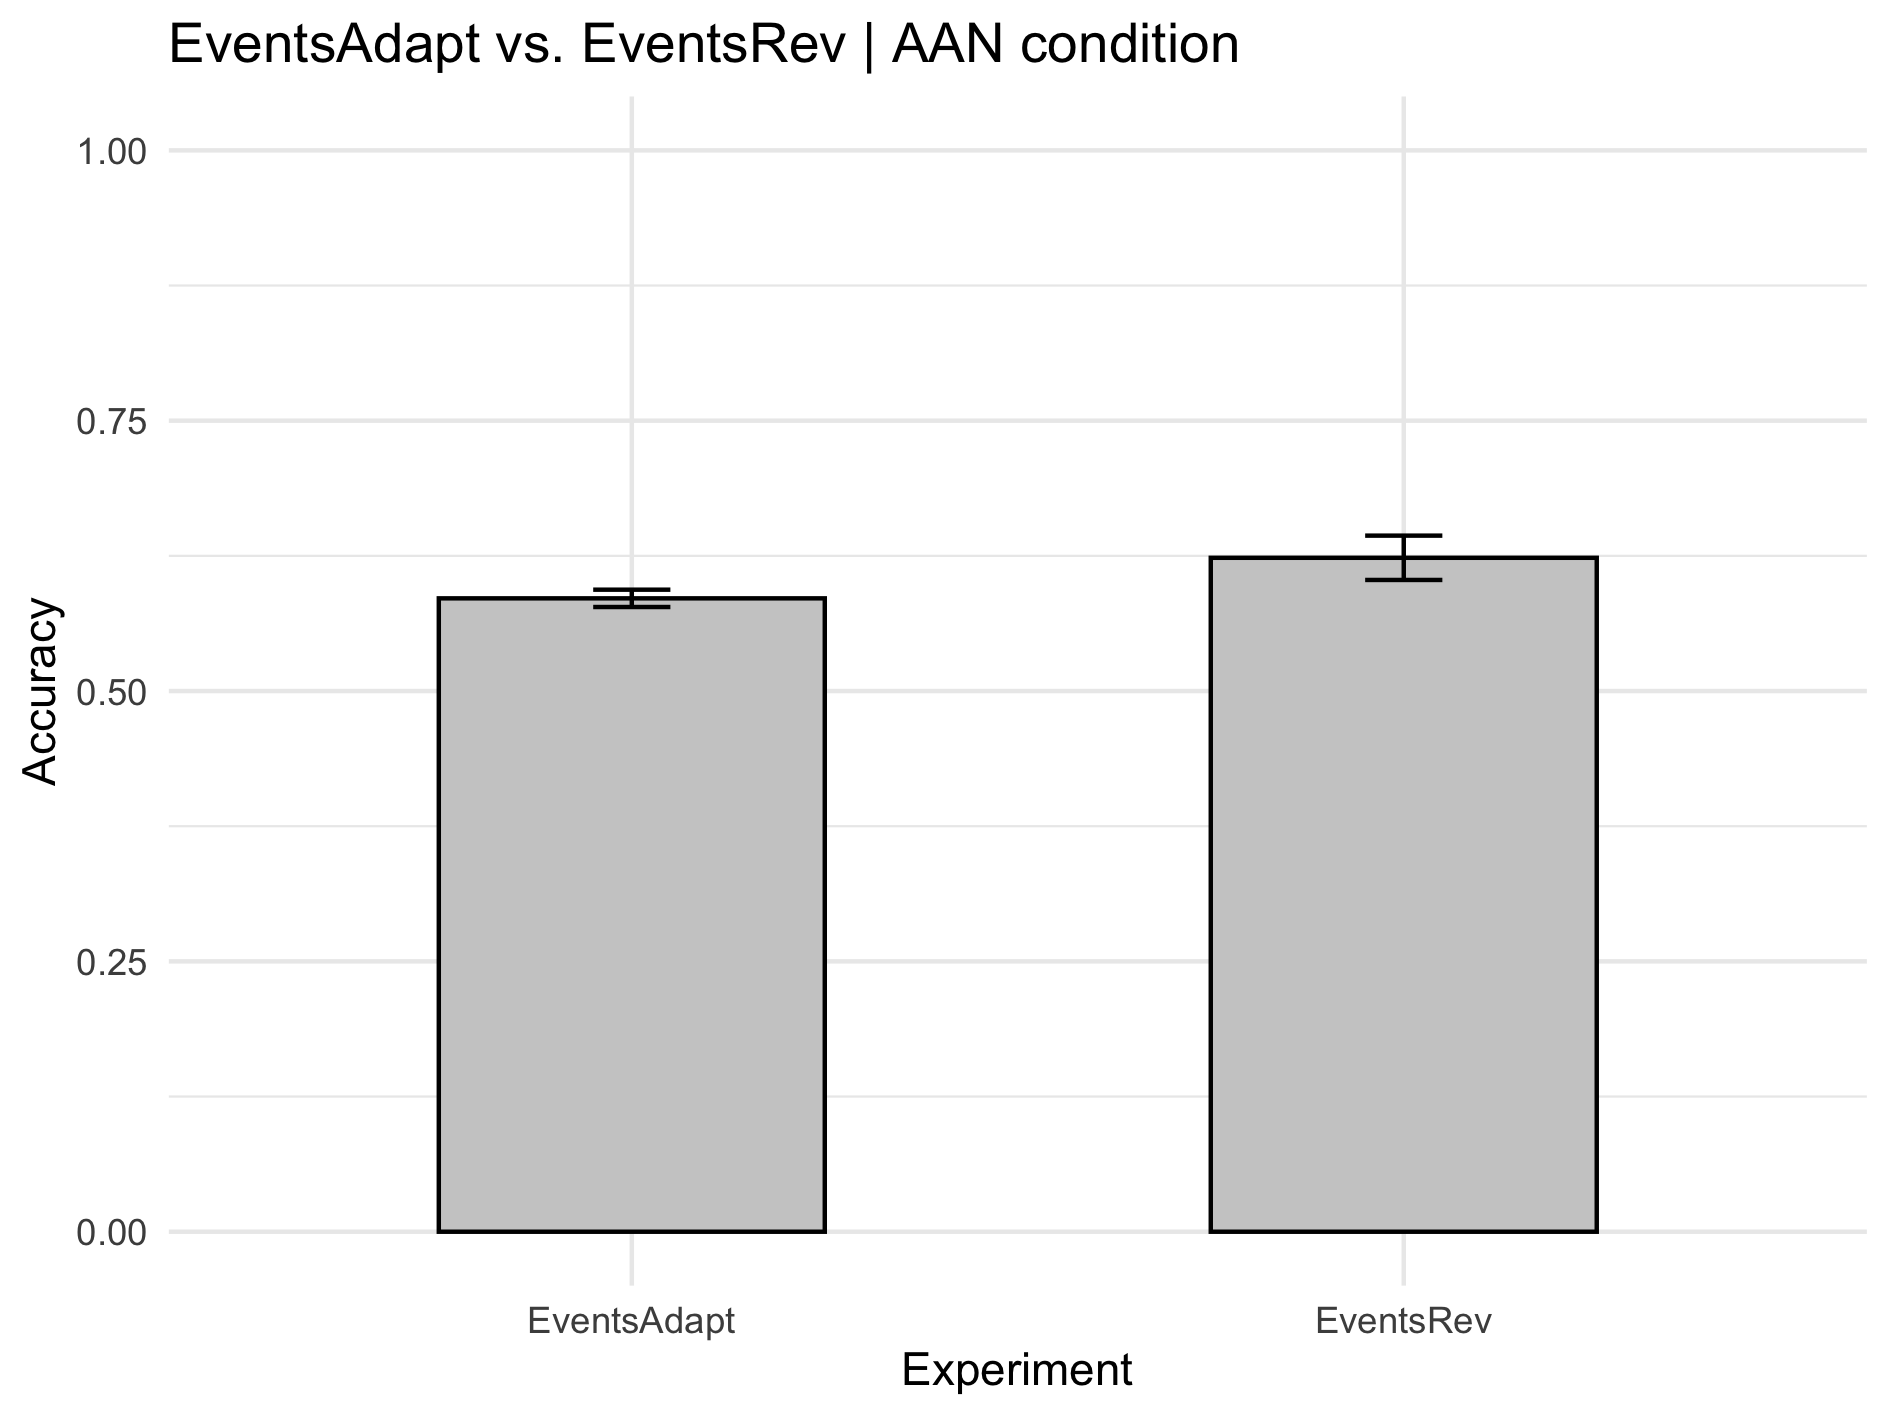 EventsAdapt vs. EventsRev | AAN condition
1.00
0.75
0.50
0.25
0.00
Accuracy
EventsAdapt
EventsRev
Experiment